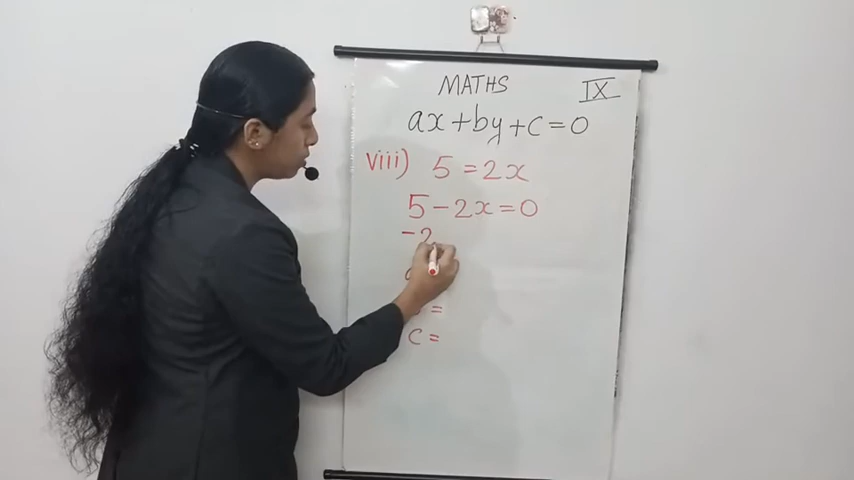 MATHS IX
ax+by+c=0
viii) 5 =2x
5-2x=0
-2
=
c =